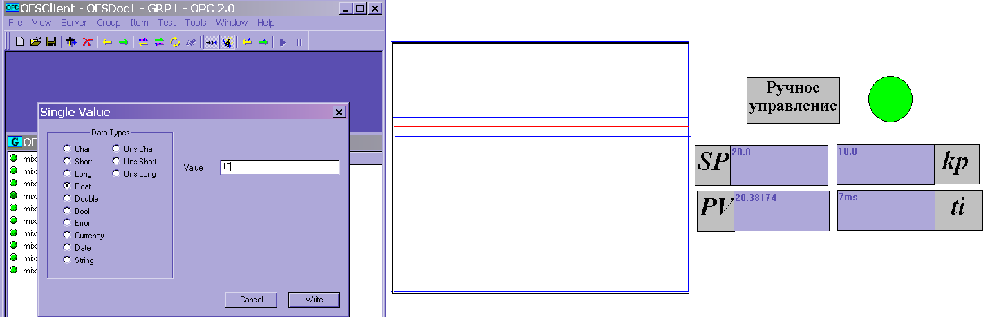 OPC OFSClient - OFSDoc1 - GRP1 - OPC 2.0
File View Server Group Item Test Tools Window Help
Single Value
G OF
mix
mix
mix
mix
mix
mix
mix
mix
mix
mix
Data Types
Char Uns Char
Short Uns Short
Long Uns Long
Float
Double
Bool
Error
Currency
Date
String
Value 18
Cancel Write
Ручное
управление
SP 20.0
18.0 kp
PV 20.38174
7ms ti